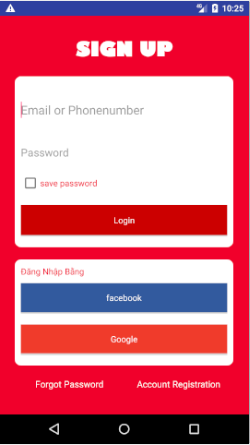 10:25
SIGN UP
Email or Phonenumber
Password
save password
Login
Đăng Nhập Bằng
facebook
Google
Forgot Password
Account Registration